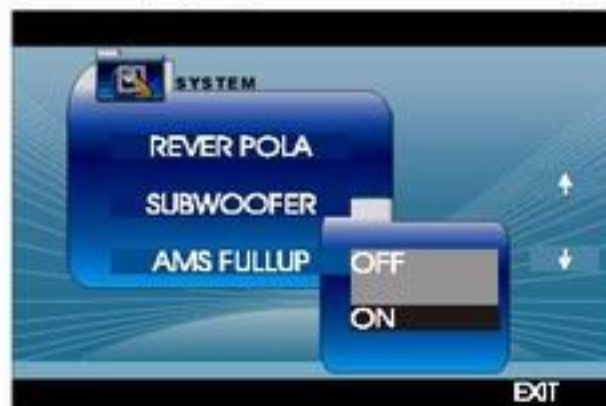 SYSTEM
REVER POLA
SUBWOOFER
AMS FULLUP
OFF
ON
EXIT